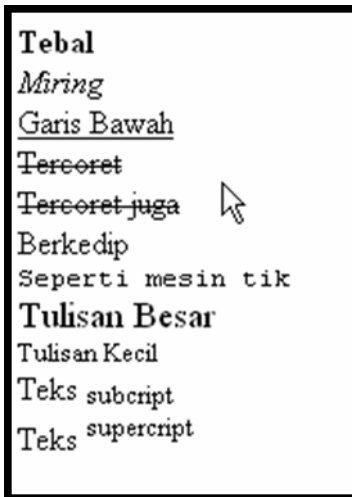 Tebal
Miring
Garis Bawah
Tercoret
Tercoret juga
Berkedip
Seperti mesin tik
Tulisan Besar
Tulisan Kecil
Teks subcript
Teks supercript